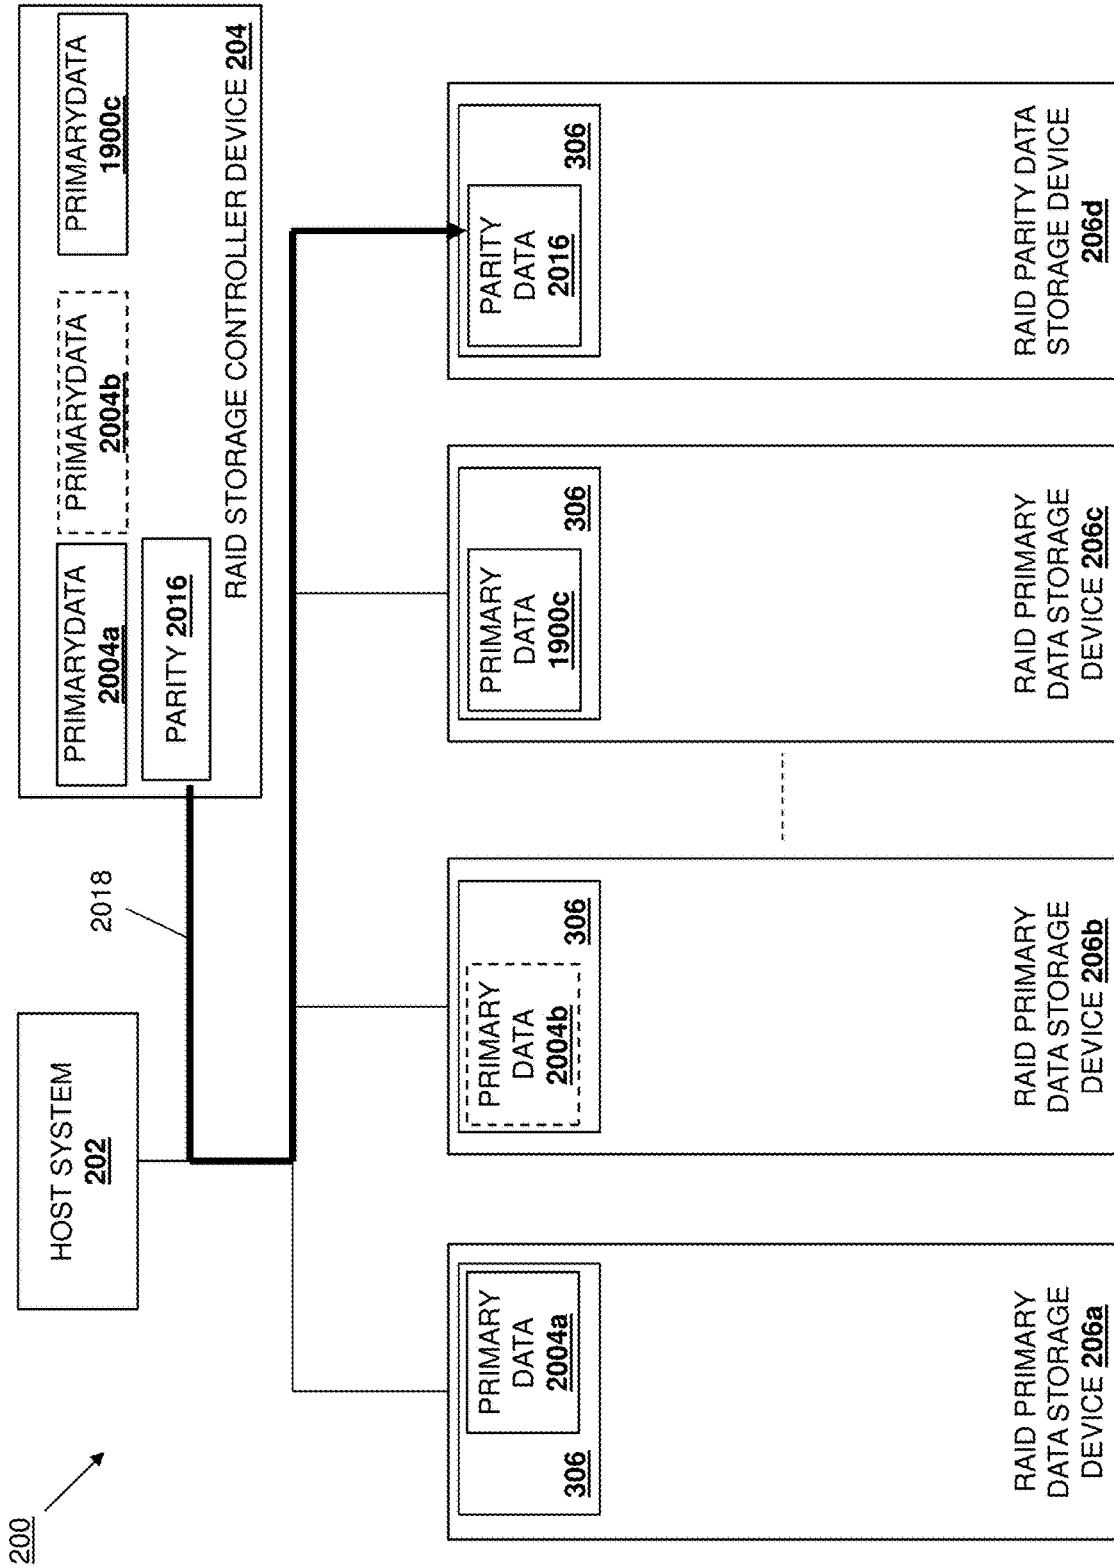 200
HOST SYSTEM
202
2018
PRIMARYDATA
2004a
PRIMARYDATA
2004b
PRIMARYDATA
1900c
PARITY 2016
RAID STORAGE CONTROLLER DEVICE 204
PRIMARY
DATA
2004a
306
RAID PRIMARY
DATA STORAGE
DEVICE 206a
PRIMARY
DATA
2004b
306
RAID PRIMARY
DATA STORAGE
DEVICE 206b
PRIMARY
DATA
1900c
306
RAID PRIMARY
DATA STORAGE
DEVICE 206c
PARITY
DATA
2016
306
RAID PARITY DATA
STORAGE DEVICE
206d